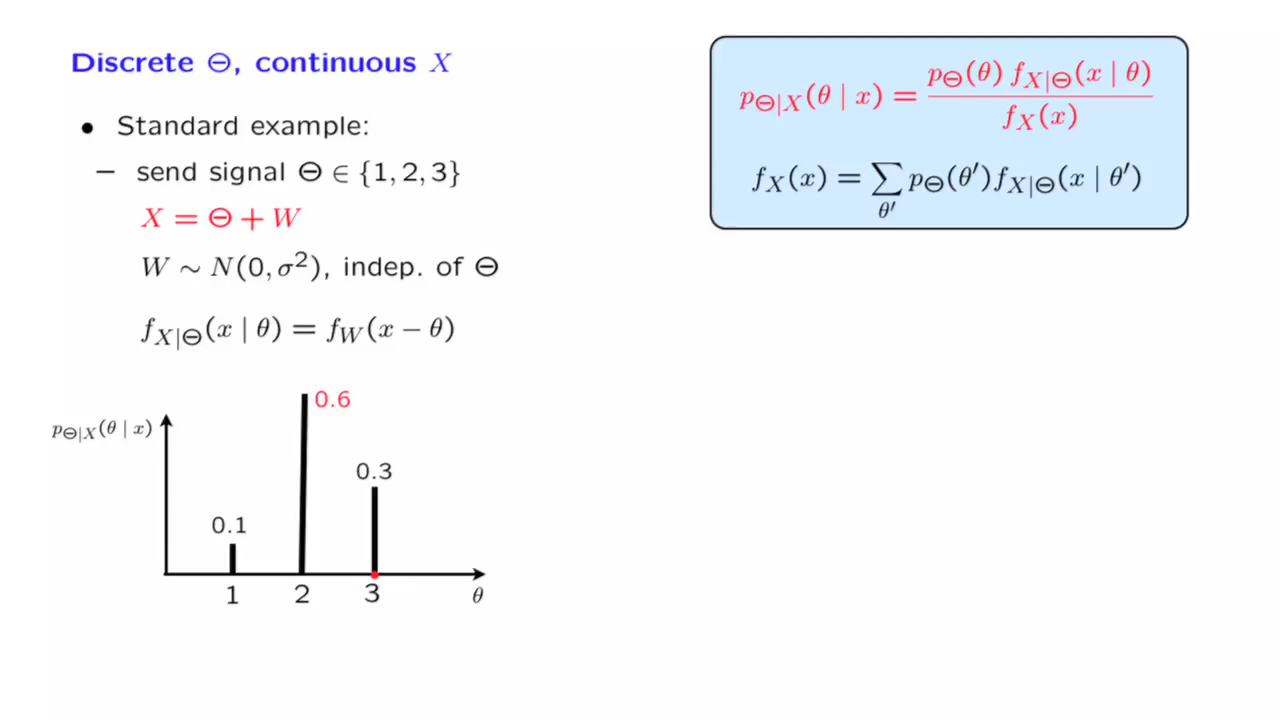 Discrete Θ, continuous X
• Standard example:
– send signal Θ ∈ {1, 2, 3}
X = Θ + W
W ∼ N(0, σ²), indep. of Θ
f_{X|Θ}(x | θ) = f_W(x − θ)
p_{Θ|X}(θ | x) = p_Θ(θ) f_{X|Θ}(x | θ) / f_X(x)
f_X(x) = ∑_{θ′} p_Θ(θ′) f_{X|Θ}(x | θ′)
p_{Θ|X}(θ | x)
0.6
0.3
0.1
1 2 3 θ